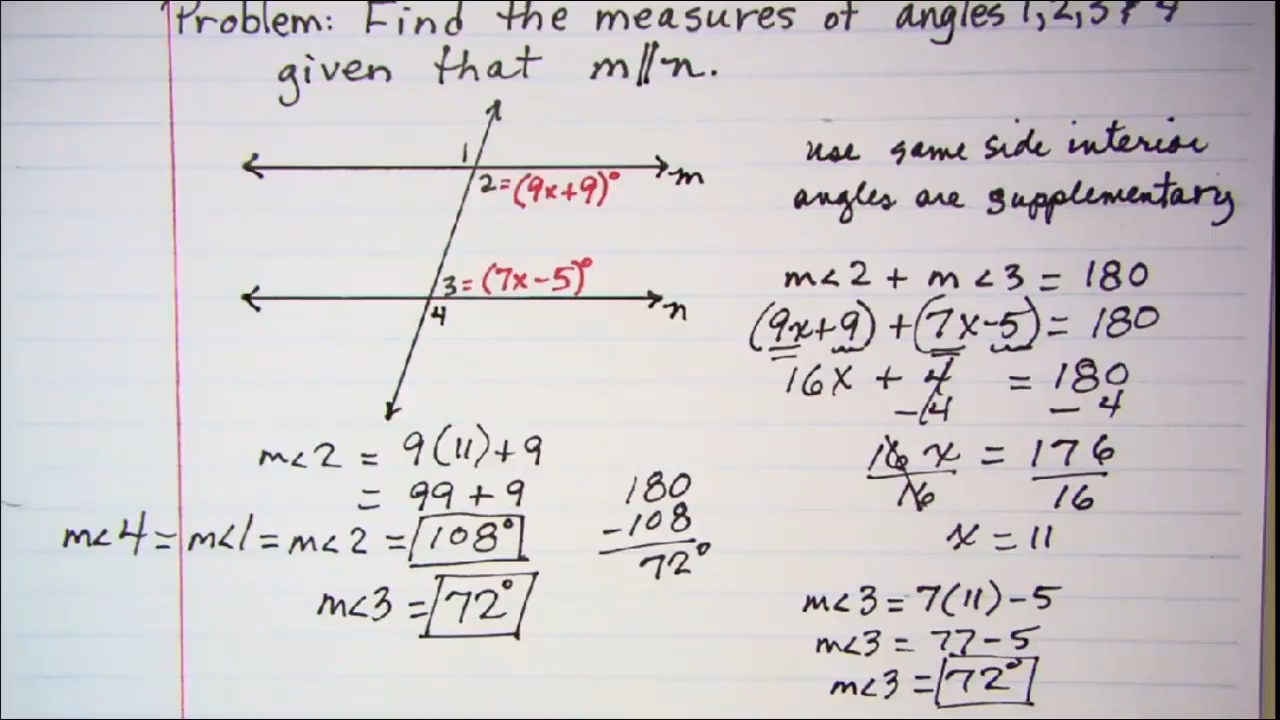 Problem: Find the measures of angles 1, 2, 3 & 4
given that m//n.
1
2=(9x+9)°
m
3=(7x-5)°
4
n
use same side interior
angles are supplementary
m<2 + m<3 = 180
(9x+9)+(7x-5)=180
16x + 4 = 180
-4 -4
16x = 176
16 16
x = 11
m<3 = 7(11)-5
m<3 = 77-5
m<3 = 72°
m<2 = 9(11)+9
= 99+9
m<4 = m<1 = m<2 = 108°
m<3 = 72°
180
-108
72°